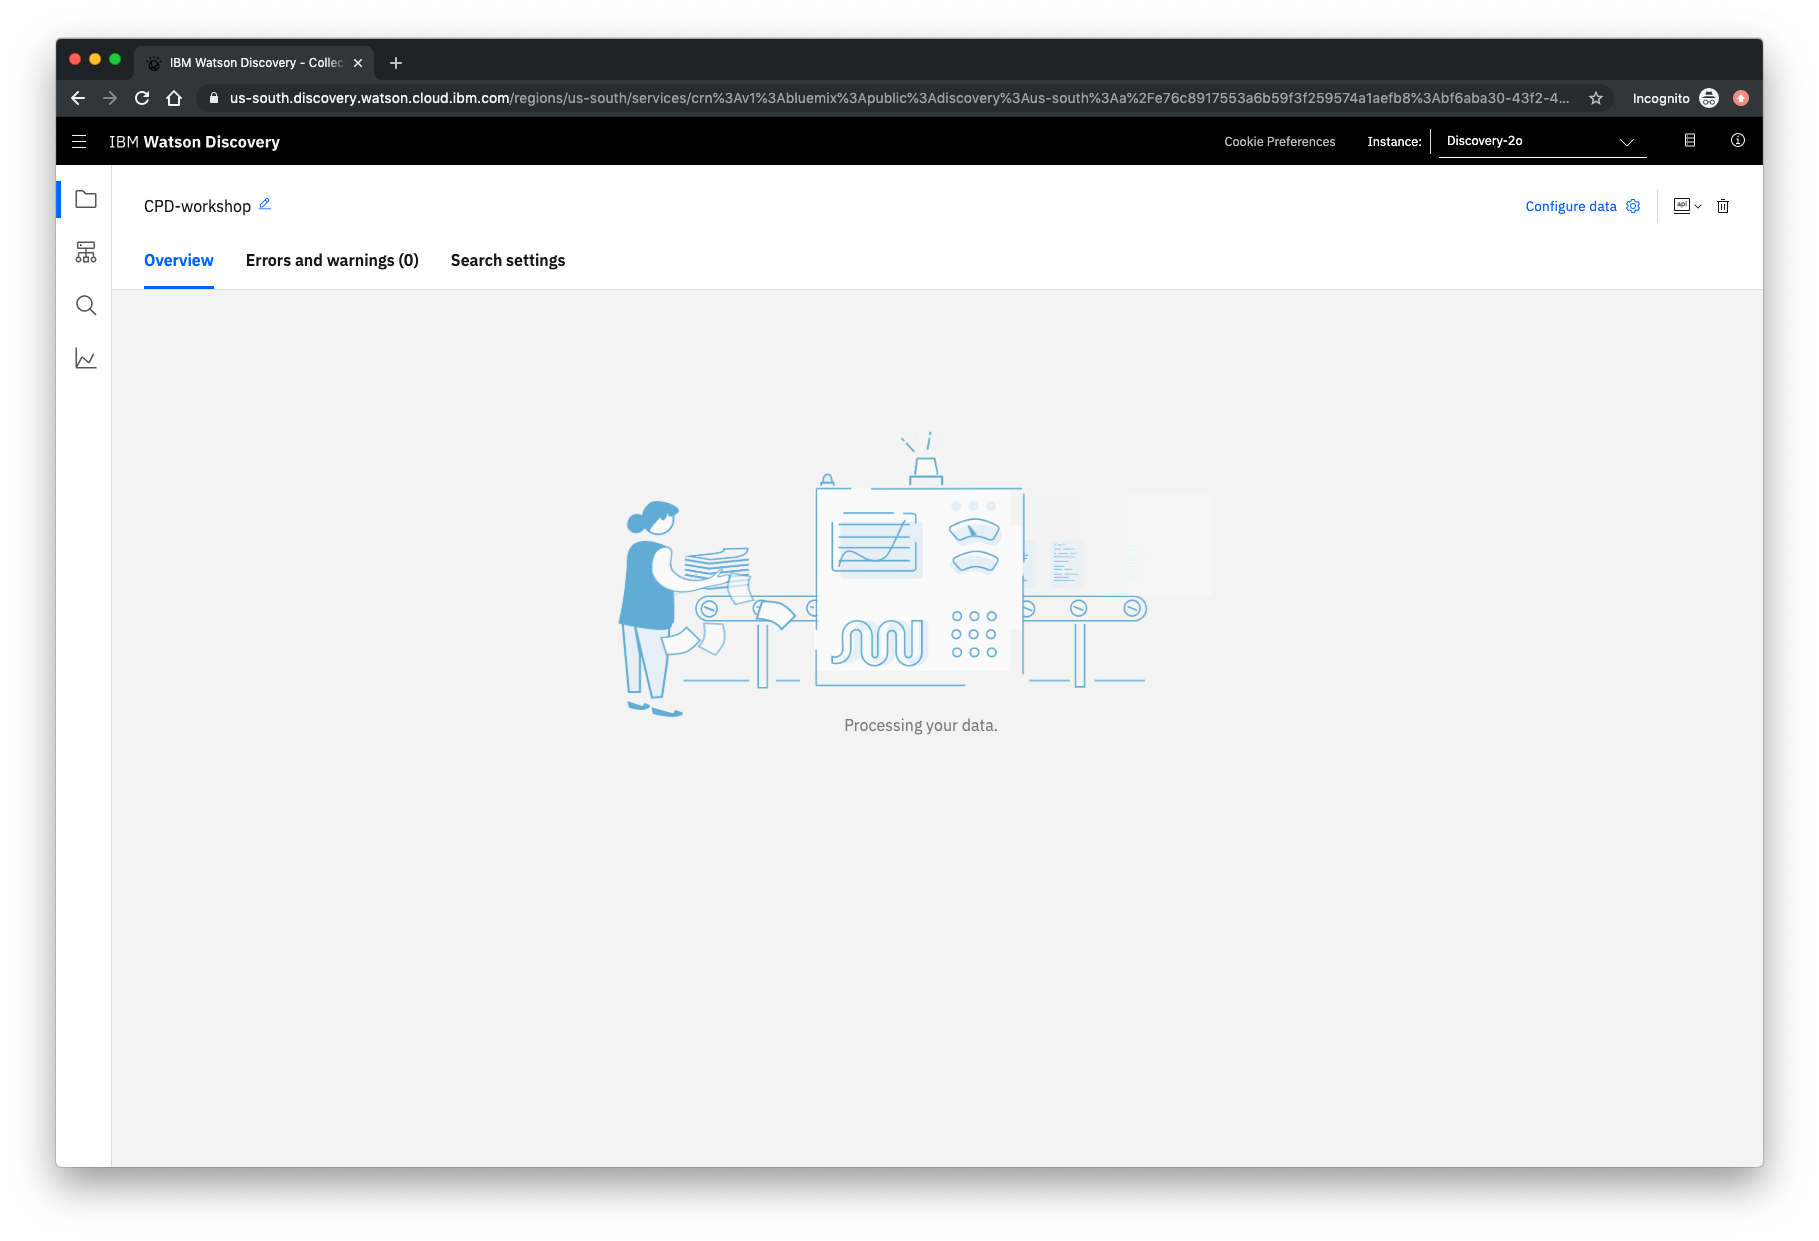 IBM Watson Discovery - Collec
us-south.discovery.watson.cloud.ibm.com/regions/us-south/services/crn%3Av1%3Abluemix%3Apublic%3Adiscovery%3Aus-south%3Aa%2Fe76c8917553a6b59f3f259574a1aefb8%3Abf6aba30-43f2-4...
Incognito
IBM Watson Discovery
Cookie Preferences
Instance:
Discovery-2o
CPD-workshop
Configure data
api
Overview
Errors and warnings (0)
Search settings
Processing your data.